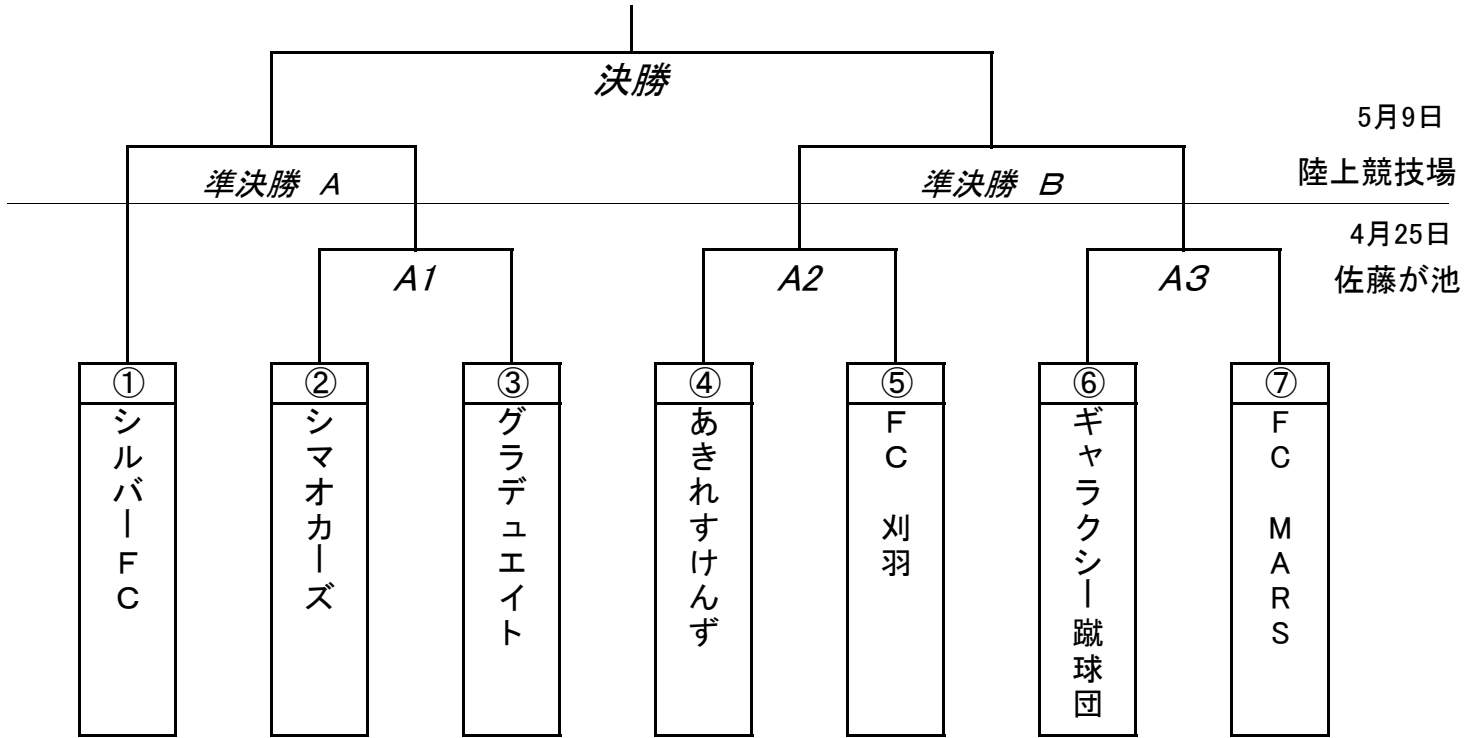 決勝
5月9日
準決勝 A
準決勝 B
陸上競技場
4月25日
A1
A2
A3
佐藤が池
①
②
③
④
⑤
⑥
⑦
シルバーFC
シマオカーズ
グラデュエイト
あきれすけんず
FC 刈羽
ギャラクシー蹴球団
FC MARS